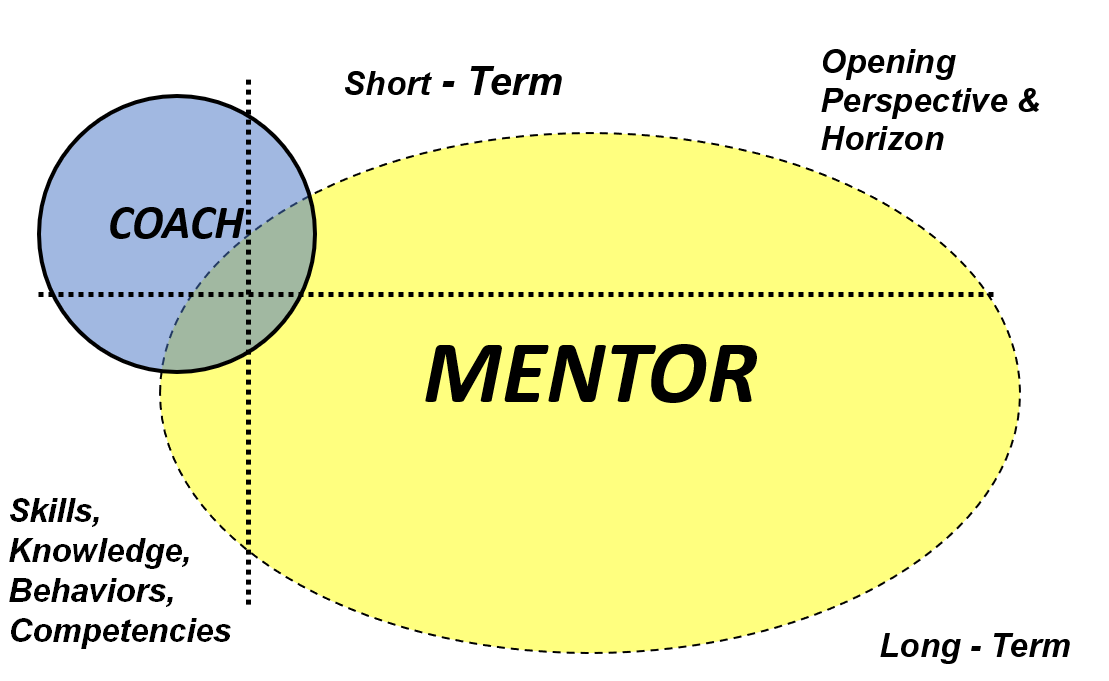 Opening
Short - Term
Perspective &
Horizon
COACH
MENTOR
Skills,
Knowledge,
Behaviors,
Competencies
Long - Term